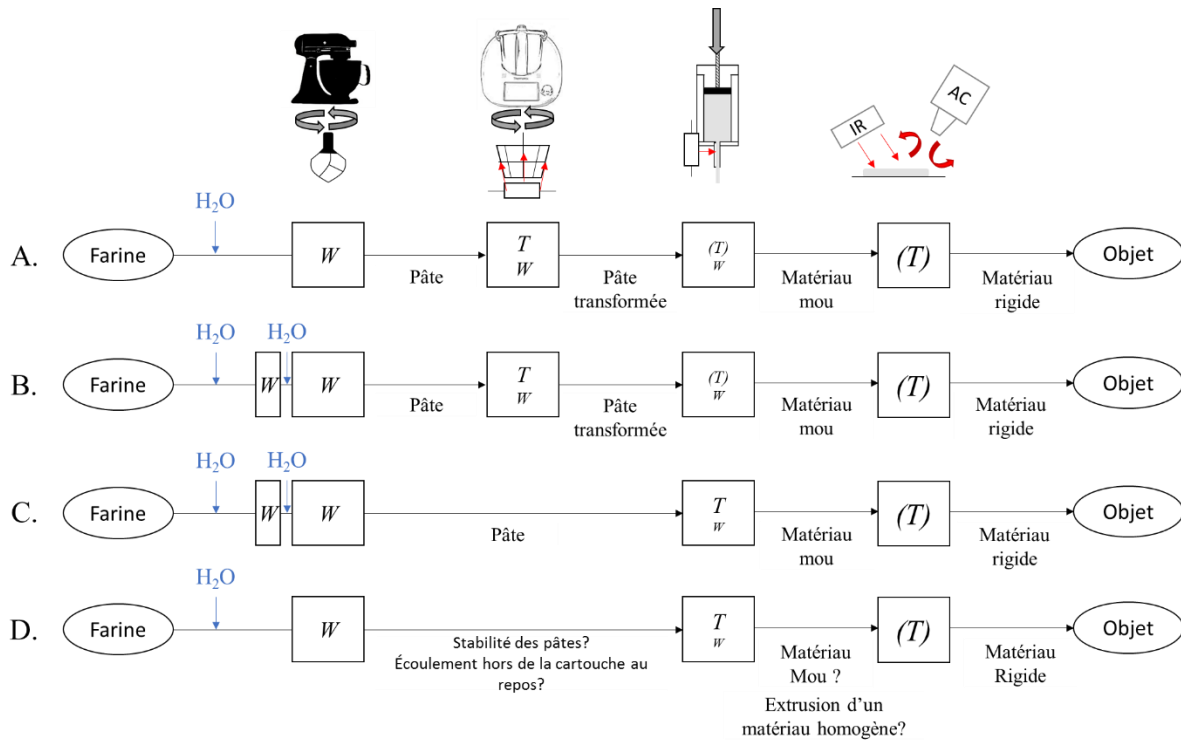 AC
IR
H₂O
A.
Farine
W
T
W
(T)
W
(T)
Objet
Pâte
Pâte
transformée
Matériau
mou
Matériau
rigide
H₂O
H₂O
B.
Farine
W
W
T
W
(T)
W
(T)
Objet
Pâte
Pâte
transformée
Matériau
mou
Matériau
rigide
H₂O
H₂O
C.
Farine
W
W
T
W
(T)
Objet
Pâte
Matériau
mou
Matériau
rigide
H₂O
D.
Farine
W
T
W
(T)
Objet
Stabilité des pâtes?
Écoulement hors de la cartouche au
repos?
Matériau
Mou ?
Matériau
Rigide
Extrusion d’un
matériau homogène?